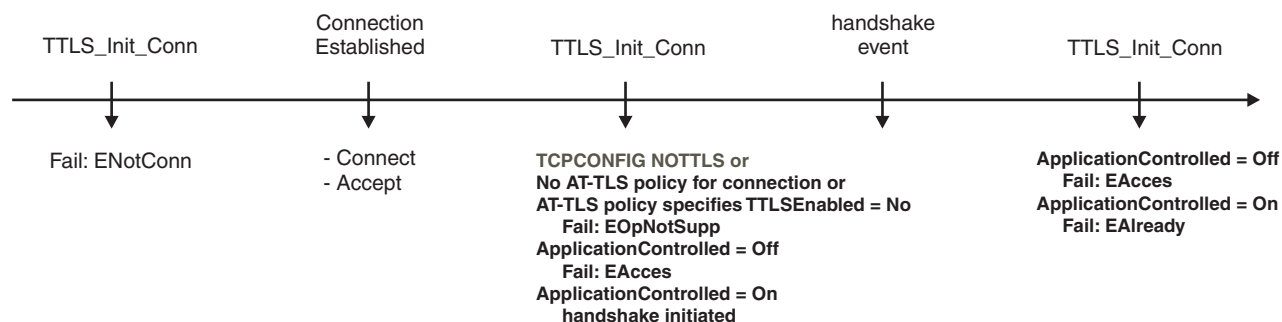 TTLS_Init_Conn
Connection
Established
TTLS_Init_Conn
handshake
event
TTLS_Init_Conn
Fail: ENotConn
- Connect
- Accept
TCPCONFIG NOTTLS or
No AT-TLS policy for connection or
AT-TLS policy specifies TTLSEnabled = No
Fail: EOpNotSupp
ApplicationControlled = Off
Fail: EAcces
ApplicationControlled = On
handshake initiated
ApplicationControlled = Off
Fail: EAcces
ApplicationControlled = On
Fail: EAlready